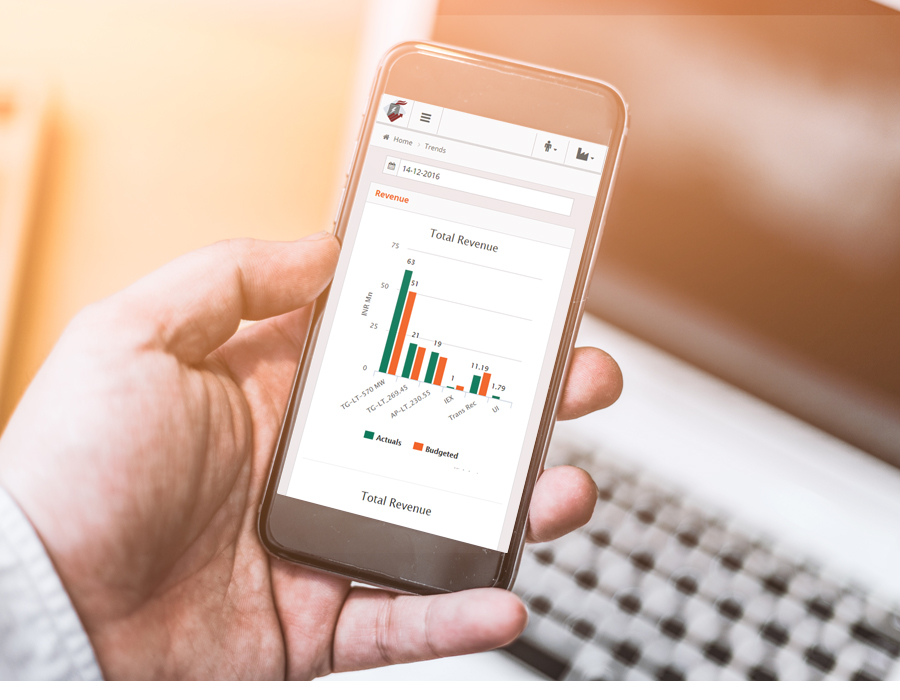 Home > Trends
14-12-2016
Revenue
Total Revenue
INR Mn
75
50
25
0
63
51
21
19
1
11.19
1.79
TG-LT-570 MW
TG-LT_269.45
AP-LT_230.55
IEX
Trans Rec
UI
Actuals
Budgeted
Total Revenue